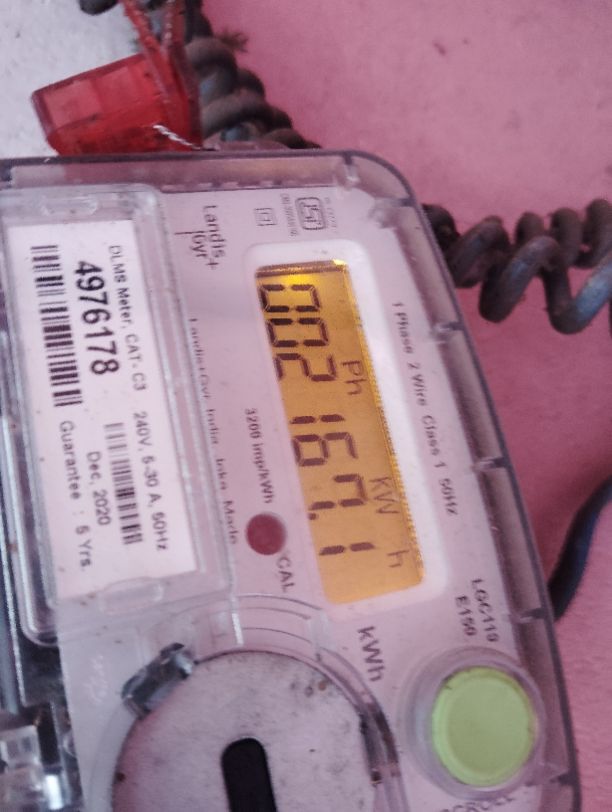 Landis+
Gyr+
1 Phase 2 Wire Class 1 50Hz
Ph kW h
002167.1
3200 imp/kWh
CAL
kWh
LGC110
E150
DLMS Meter, CAT- C3
4976178
240V, 5-30 A, 50Hz
Dec, 2020
Guarantee : 5 Yrs.